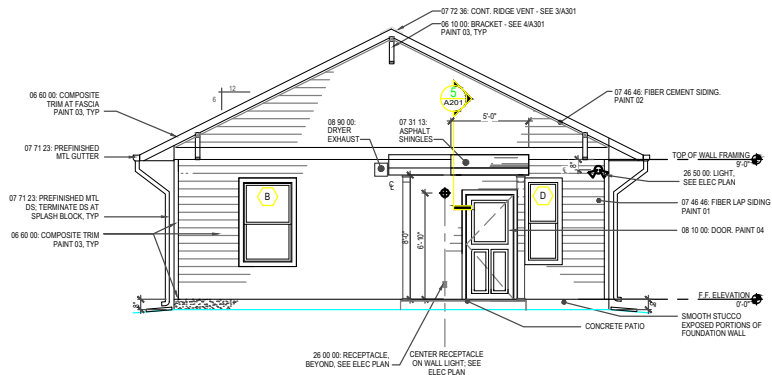 07 72 36: CONT. RIDGE VENT - SEE 3/A301
06 10 00: BRACKET - SEE 4/A301
PAINT 03, TYP
06 60 00: COMPOSITE
TRIM AT FASCIA
PAINT 03, TYP
12
6
5
A201
07 46 46: FIBER CEMENT SIDING.
PAINT 02
08 90 00:
DRYER
EXHAUST
07 31 13:
ASPHALT
SHINGLES
5'-0"
07 71 23: PREFINISHED
MTL GUTTER
TOP OF WALL FRAMING
9'-0"
8"
26 50 00: LIGHT,
SEE ELEC PLAN
07 71 23: PREFINISHED MTL
DS, TERMINATE DS AT
SPLASH BLOCK, TYP
B
D
07 46 46: FIBER LAP SIDING
PAINT 01
06 60 00: COMPOSITE TRIM
PAINT 03, TYP
8'-0"
6'-10"
08 10 00: DOOR. PAINT 04
F.F. ELEVATION
0'-0"
8"
CONCRETE PATIO
SMOOTH STUCCO
EXPOSED PORTIONS OF
FOUNDATION WALL
26 00 00: RECEPTACLE,
BEYOND, SEE ELEC PLAN
CENTER RECEPTACLE
ON WALL LIGHT; SEE
ELEC PLAN